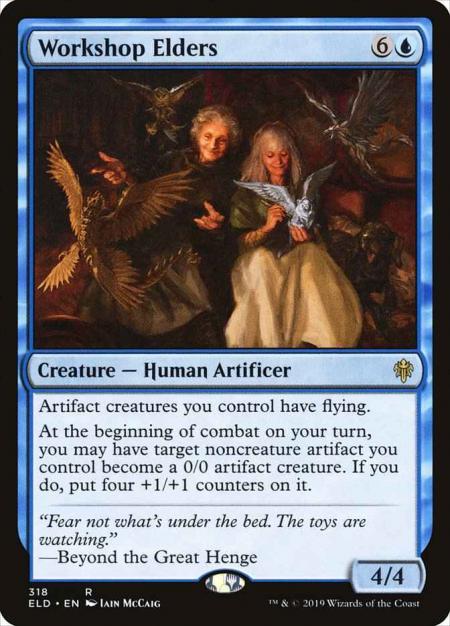 Workshop Elders 6
Creature — Human Artificer
Artifact creatures you control have flying.
At the beginning of combat on your turn,
you may have target noncreature artifact you
control become a 0/0 artifact creature. If you
do, put four +1/+1 counters on it.
“Fear not what’s under the bed. The toys are
watching.”
—Beyond the Great Henge
4/4
318 R
ELD • EN Iain McCaig
™ & © 2019 Wizards of the Coast